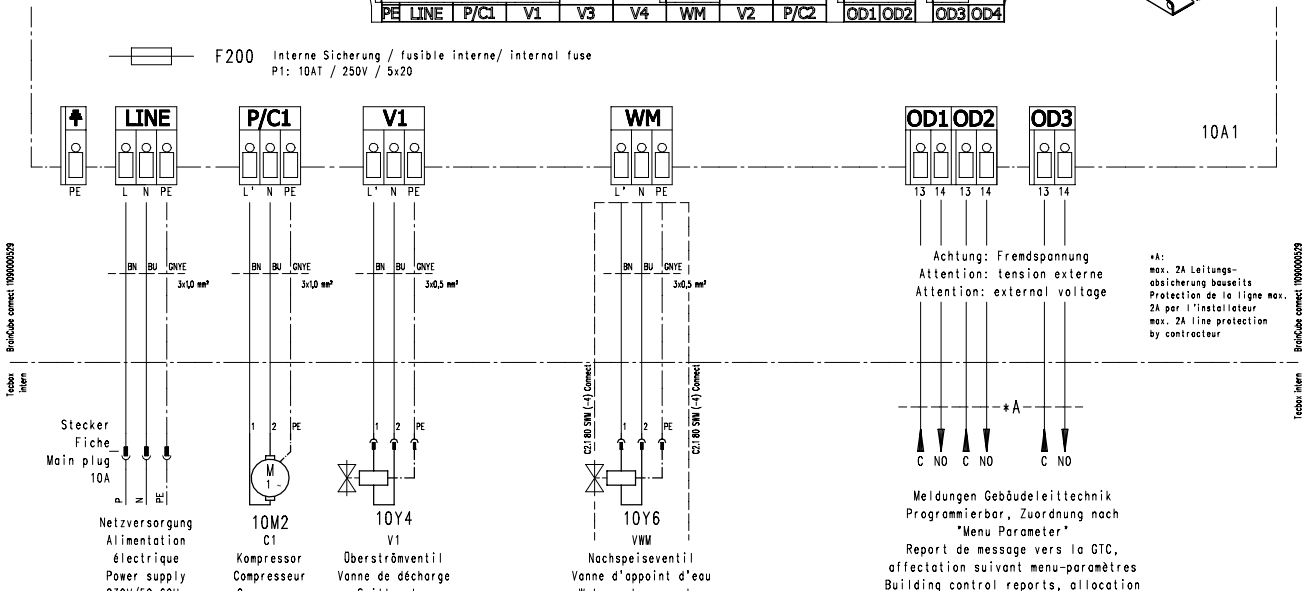 PE LINE P/C1 V1 V3 V4 WM V2 P/C2 OD1 OD2 OD3 OD4
F200 Interne Sicherung / fusible interne/ internal fuse
P1: 10AT / 250V / 5x20
LINE P/C1 V1 WM OD1 OD2 OD3
10A1
PE L N PE L' N PE L' N PE L' N PE 13 14 13 14 13 14
BrainCube connect 11090000529
BN BU GNYE
3x1,0 mm²
BN BU GNYE
3x1,0 mm²
BN BU GNYE
3x0,5 mm²
BN BU GNYE
3x0,5 mm²
Achtung: Fremdspannung
Attention: tension externe
Attention: external voltage
*A:
max. 2A Leitungs-
absicherung bauseits
Protection de la ligne max.
2A par l'installateur
max. 2A line protection
by contracteur
BrainCube connect 11090000529
Tecbox
intern
Tecbox intern
C2.1 80 SWM (-4) Connect
C2.1 80 SWM (-4) Connect
*A
Stecker
Fiche
Main plug
10A
1 2 PE
1 2 PE
1 2 PE
P N PE
M
1 ~
C NO C NO C NO
Netzversorgung
Alimentation
électrique
Power supply
10M2
C1
Kompressor
Compresseur
10Y4
V1
Überströmventil
Vanne de décharge
10Y6
VWM
Nachspeiseventil
Vanne d'appoint d'eau
Meldungen Gebäudeleittechnik
Programmierbar, Zuordnung nach
"Menu Parameter"
Report de message vers la GTC,
affectation suivant menu-paramètres
Building control reports, allocation